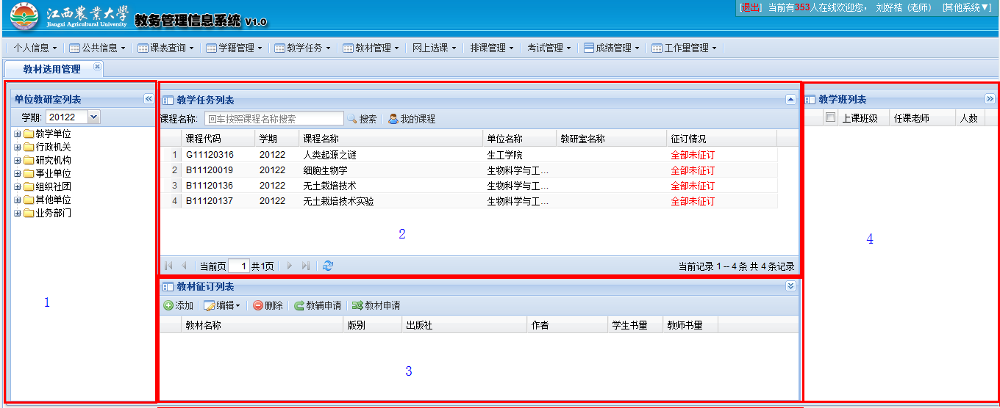 江西农业大学
Jiangxi Agricultural University
教务管理信息系统 V1.0
[退出] 当前有353人在线欢迎您， 刘好桔 (老师) [其他系统▼]
个人信息 公共信息 课表查询 学籍管理 教学任务 教材管理 网上选课 排课管理 考试管理 成绩管理 工作量管理
教材选用管理
单位教研室列表
学期: 20122
教学单位
行政机关
研究机构
事业单位
组织社团
其他单位
业务部门
1
教学任务列表
课程名称: 回车按照课程名称搜索 搜索 我的课程
课程代码 学期 课程名称 单位名称 教研室名称 征订情况
1 G11120316 20122 人类起源之谜 生工学院 全部未征订
2 B11120019 20122 细胞生物学 生物科学与工... 全部未征订
3 B11120136 20122 无土栽培技术 生物科学与工... 全部未征订
4 B11120137 20122 无土栽培技术实验 生物科学与工... 全部未征订
2
当前页 1 共1页 当前记录 1 -- 4 条 共 4 条记录
教材征订列表
添加 编辑 删除 教辅申请 教材申请
教材名称 版别 出版社 作者 学生书量 教师书量
3
教学班列表
上课班级 任课老师 人数
4